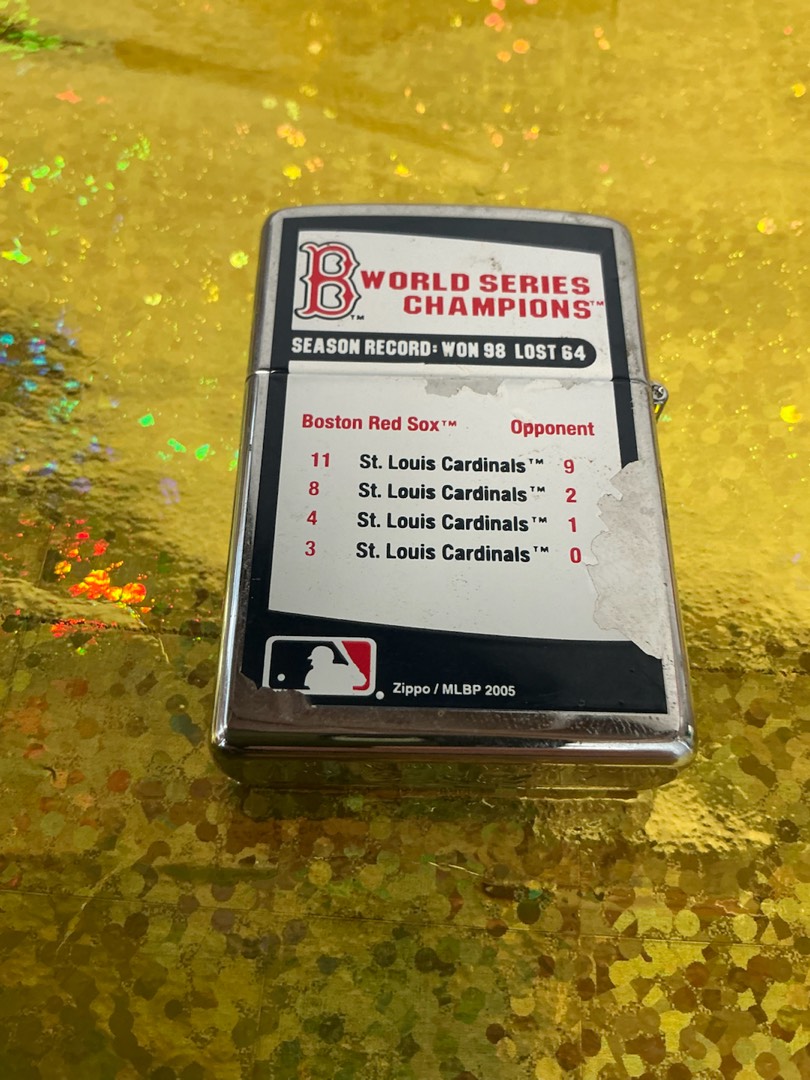 B™ WORLD SERIES
CHAMPIONS™
SEASON RECORD: WON 98 LOST 64
Boston Red Sox™ Opponent
11 St. Louis Cardinals™ 9
8 St. Louis Cardinals™ 2
4 St. Louis Cardinals™ 1
3 St. Louis Cardinals™ 0
Zippo / MLBP 2005